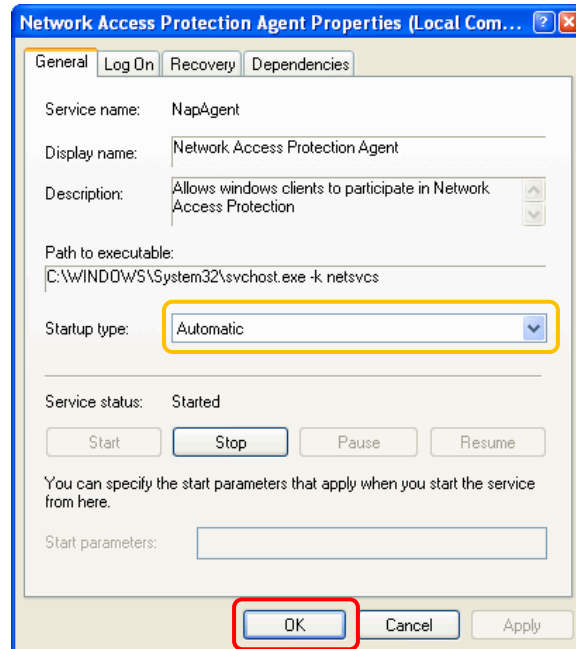 Network Access Protection Agent Properties (Local Com...
General Log On Recovery Dependencies
Service name: NapAgent
Display name: Network Access Protection Agent
Description: Allows windows clients to participate in Network
Access Protection
Path to executable:
C:\WINDOWS\System32\svchost.exe -k netsvcs
Startup type: Automatic
Service status: Started
Start Stop Pause Resume
You can specify the start parameters that apply when you start the service
from here.
Start parameters:
OK Cancel Apply